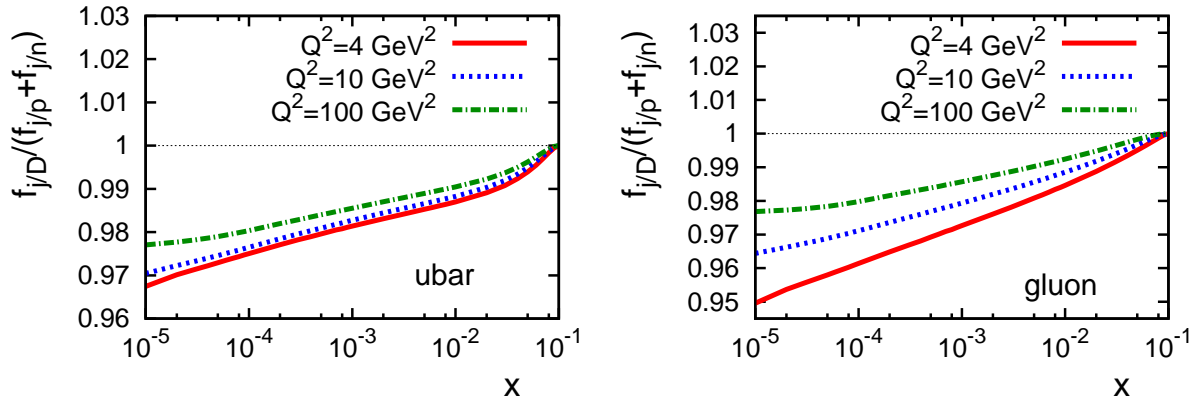 f_{j/D}/(f_{j/p}+f_{j/n})
1.03
1.02
1.01
1
0.99
0.98
0.97
0.96
Q²=4 GeV²
Q²=10 GeV²
Q²=100 GeV²
ubar
10⁻⁵ 10⁻⁴ 10⁻³ 10⁻² 10⁻¹
x
f_{j/D}/(f_{j/p}+f_{j/n})
1.03
1.02
1.01
1
0.99
0.98
0.97
0.96
0.95
Q²=4 GeV²
Q²=10 GeV²
Q²=100 GeV²
gluon
10⁻⁵ 10⁻⁴ 10⁻³ 10⁻² 10⁻¹
x